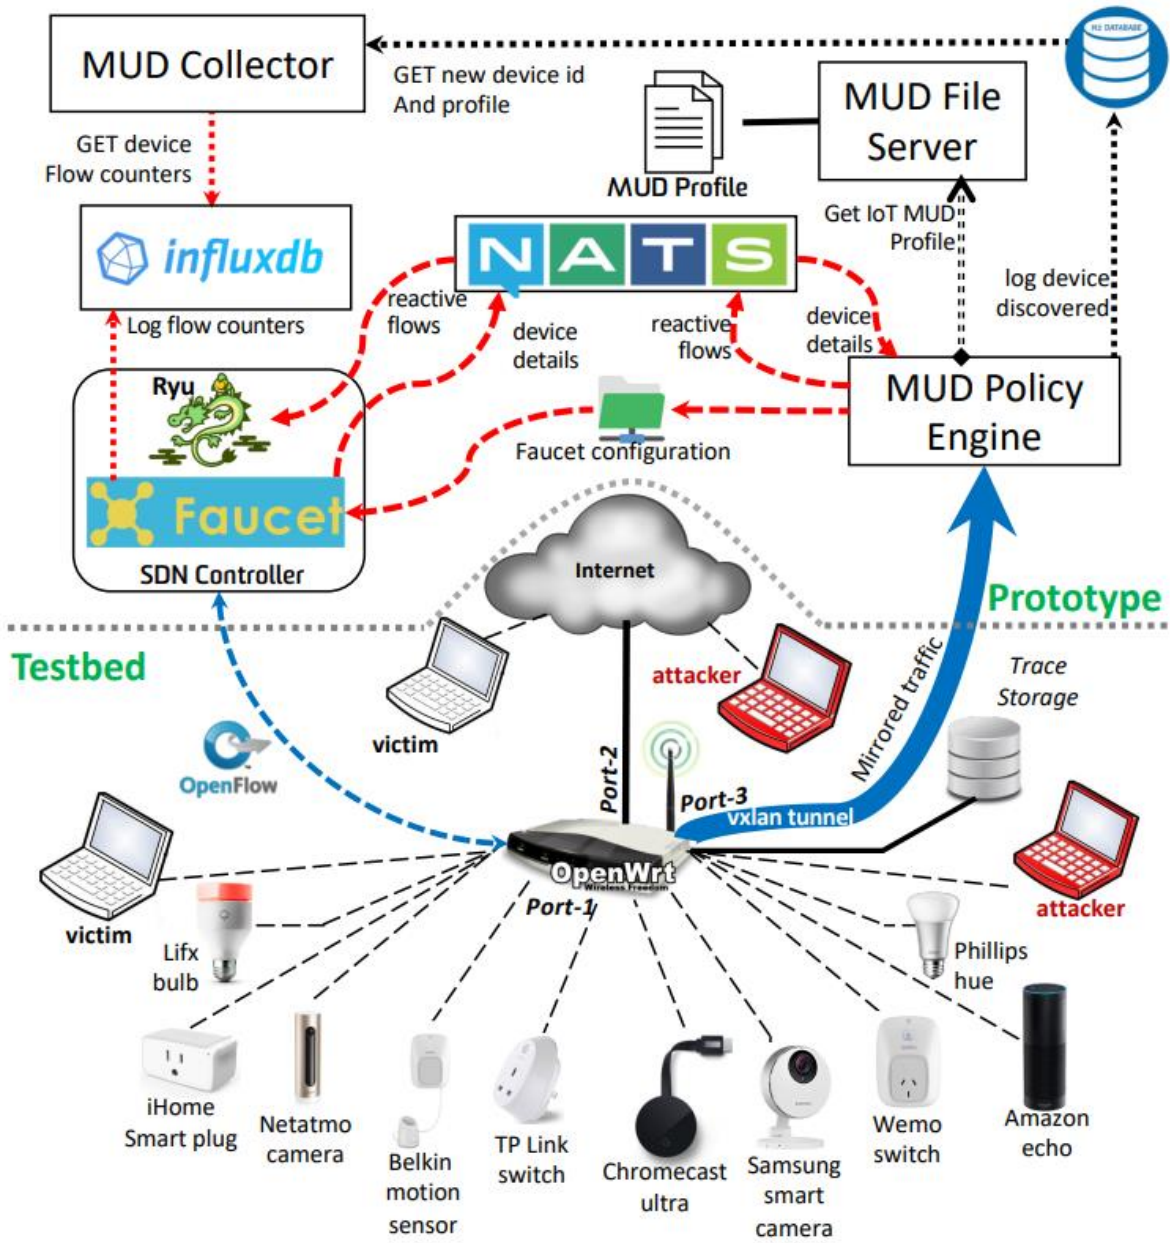 MUD Collector
H2 DATABASE
GET new device id
And profile
MUD File
Server
GET device
Flow counters
MUD Profile
Get IoT MUD
Profile
influxdb
NATS
log device
discovered
reactive
flows
device
details
reactive
flows
device
details
Log flow counters
Ryu
MUD Policy
Engine
Faucet configuration
Faucet
SDN Controller
Internet
Prototype
Testbed
attacker
victim
Mirrored traffic
Trace
Storage
OpenFlow
Port-2
Port-3
vxlan tunnel
OpenWrt
Wireless Freedom
Port-1
victim
attacker
Lifx
bulb
Phillips
hue
iHome
Smart plug
Netatmo
camera
Belkin
motion
sensor
TP Link
switch
Chromecast
ultra
Samsung
smart
camera
Wemo
switch
Amazon
echo